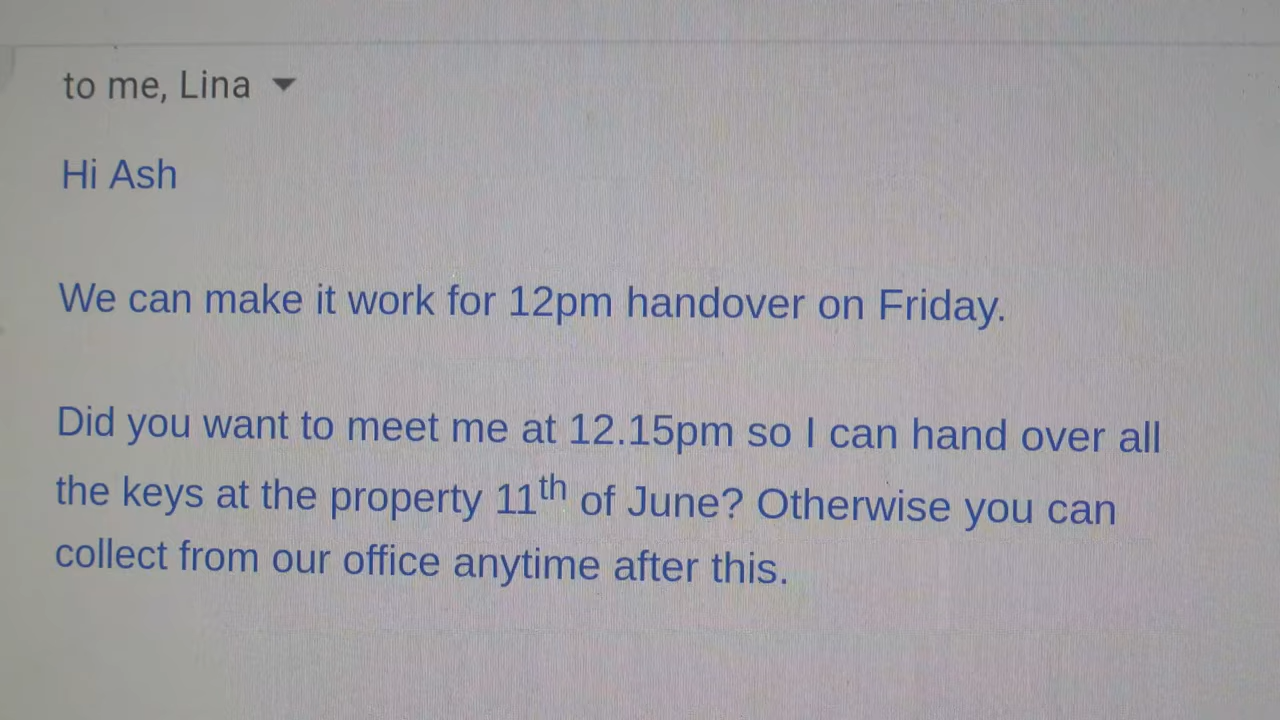 to me, Lina
Hi Ash
We can make it work for 12pm handover on Friday.
Did you want to meet me at 12.15pm so I can hand over all
the keys at the property 11th of June? Otherwise you can
collect from our office anytime after this.